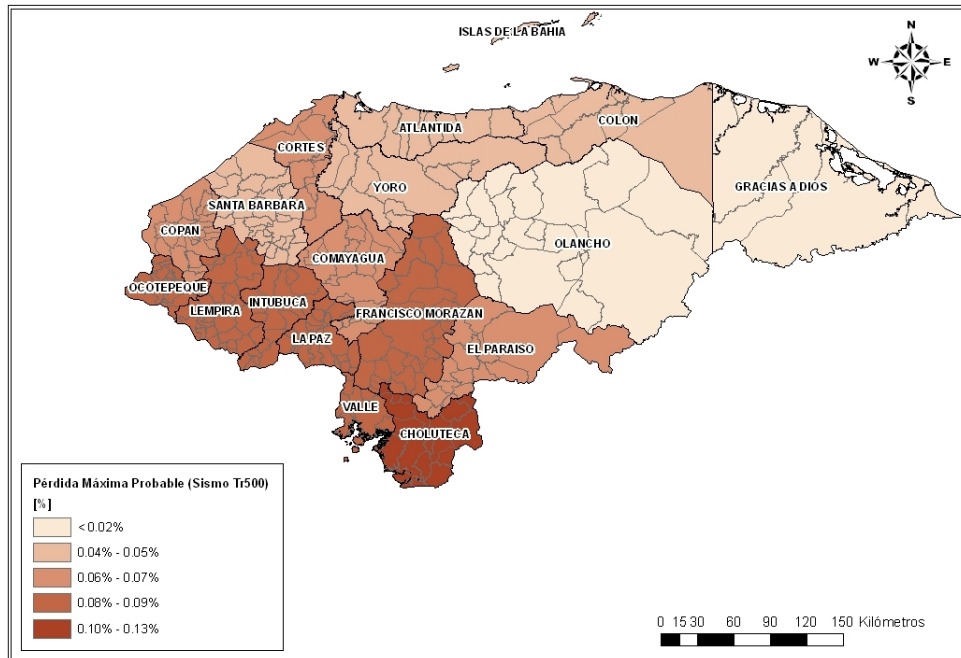 ISLAS DE LA BAHIA
N
W E
S
ATLANTIDA
COLON
CORTES
YORO
GRACIAS A DIOS
SANTA BARBARA
COPAN
OLANCHO
COMAYAGUA
OCOTEPEQUE
INTUBUCA
LEMPIRA
FRANCISCO MORAZAN
LA PAZ
EL PARAISO
VALLE
CHOLUTECA
Pérdida Máxima Probable (Sismo Tr500)
[%]
< 0.02%
0.04% - 0.05%
0.06% - 0.07%
0.08% - 0.09%
0.10% - 0.13%
0 15 30 60 90 120 150 Kilómetros